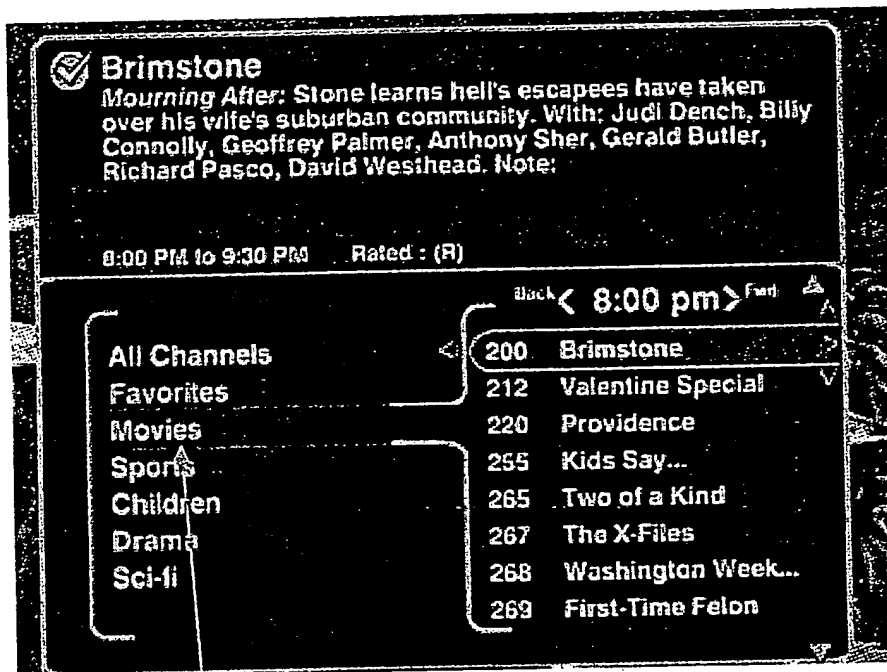 Brimstone
Mourning After: Stone learns hell's escapees have taken
over his wife's suburban community. With: Judi Dench, Billy
Connolly, Geoffrey Palmer, Anthony Sher, Gerald Butler,
Richard Pasco, David Westhead. Note:
8:00 PM to 9:30 PM Rated : (R)
Back < 8:00 pm > Fwd
All Channels
Favorites
Movies
Sports
Children
Drama
Sci-fi
200 Brimstone
212 Valentine Special
220 Providence
255 Kids Say...
265 Two of a Kind
267 The X-Files
268 Washington Week...
269 First-Time Felon